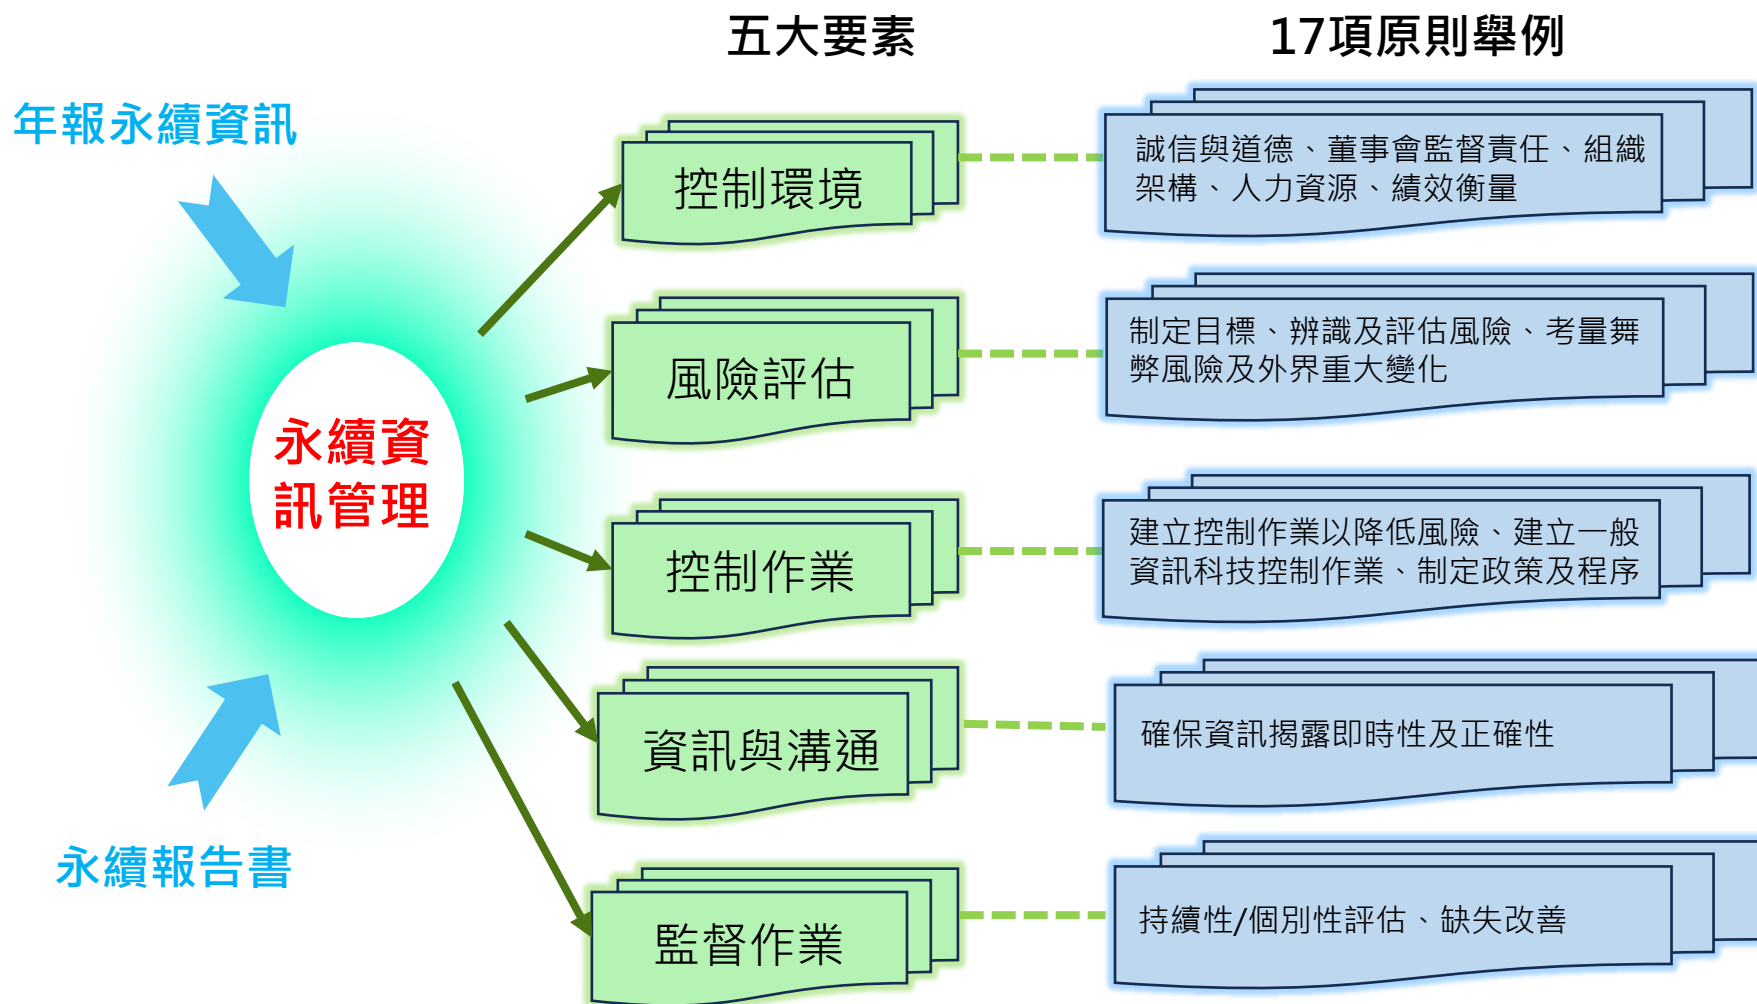 五大要素
17項原則舉例
年報永續資訊
永續資
訊管理
永續報告書
控制環境
誠信與道德、董事會監督責任、組織
架構、人力資源、績效衡量
風險評估
制定目標、辨識及評估風險、考量舞
弊風險及外界重大變化
控制作業
建立控制作業以降低風險、建立一般
資訊科技控制作業、制定政策及程序
資訊與溝通
確保資訊揭露即時性及正確性
監督作業
持續性/個別性評估、缺失改善